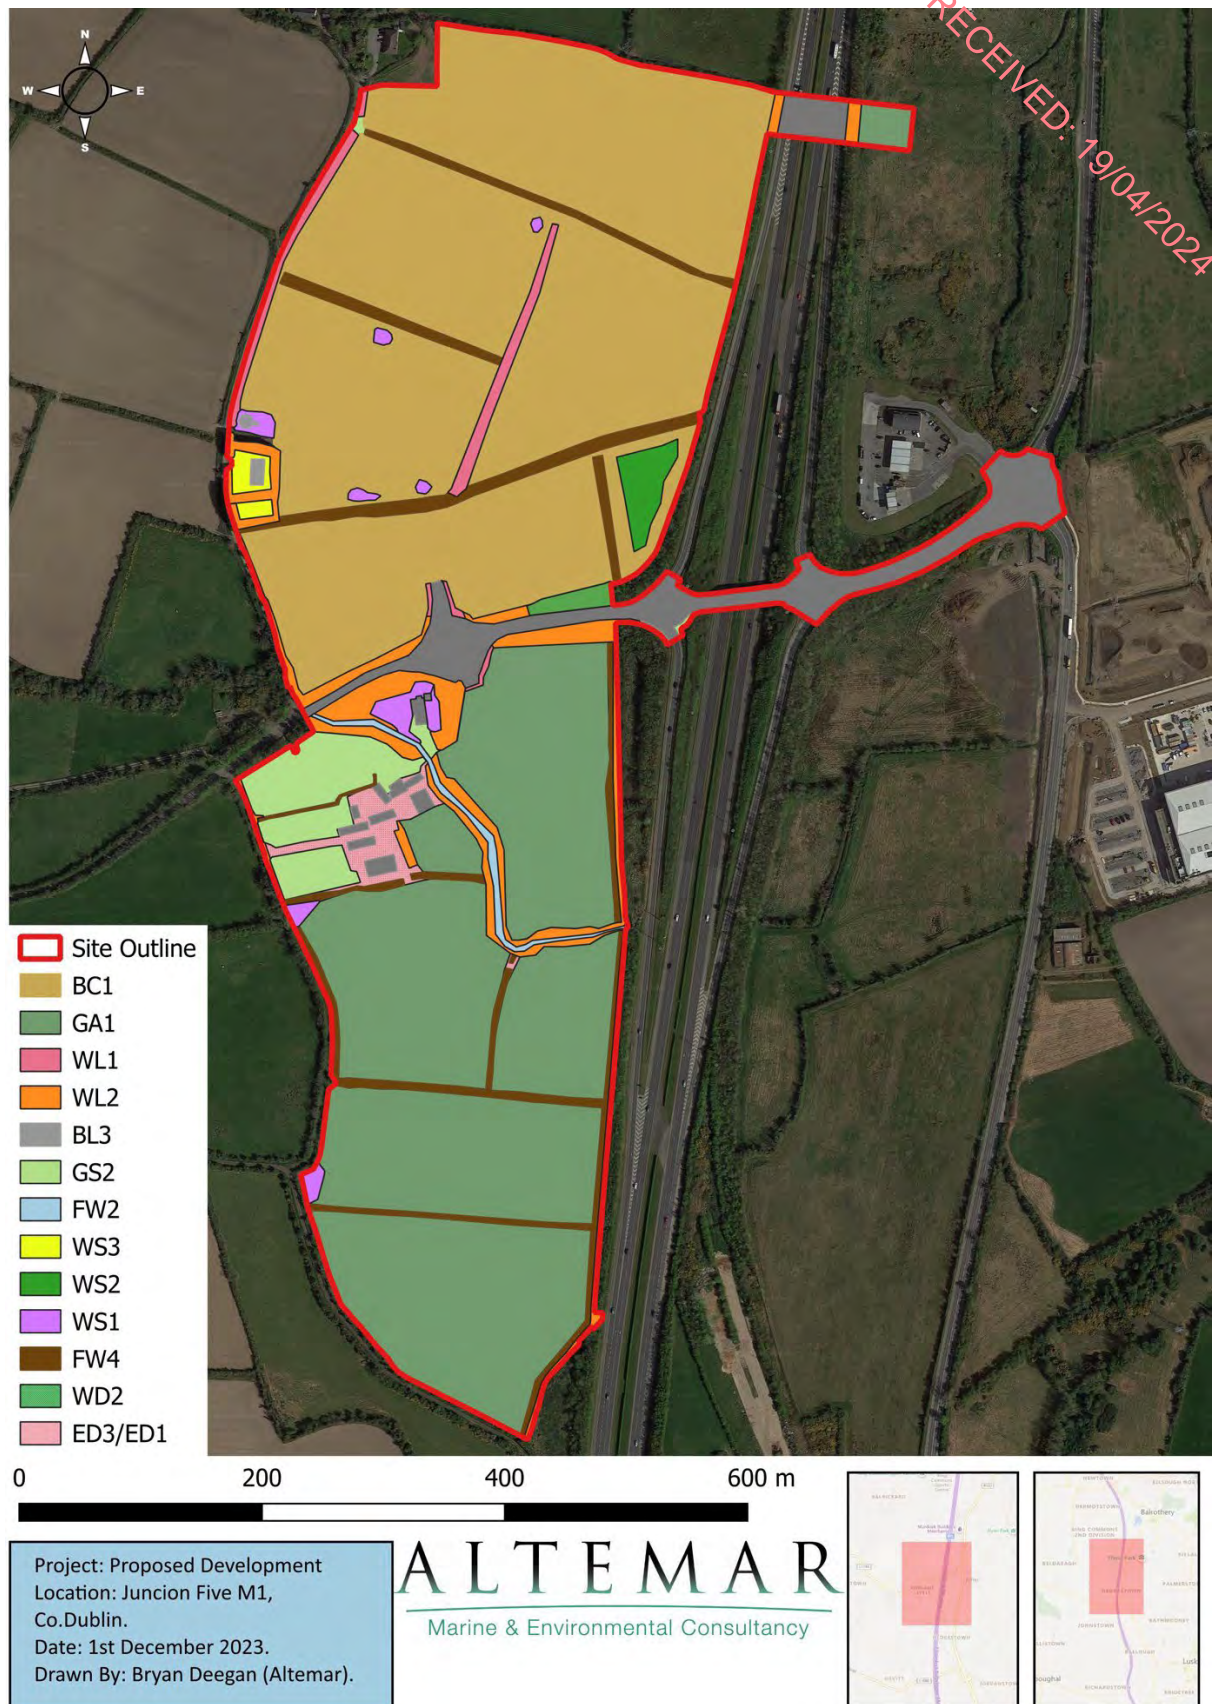 RECEIVED: 19/04/2024
N
W E
S
Site Outline
BC1
GA1
WL1
WL2
BL3
GS2
FW2
WS3
WS2
WS1
FW4
WD2
ED3/ED1
0 200 400 600 m
Project: Proposed Development
Location: Juncion Five M1,
Co.Dublin.
Date: 1st December 2023.
Drawn By: Bryan Deegan (Altemar).
ALTEMAR
Marine & Environmental Consultancy
Balrothery
Lusk